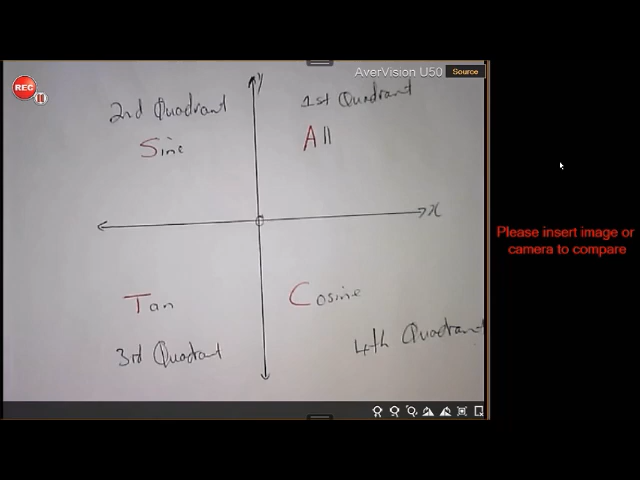 REC
AverVision U50
Source
y
2nd Quadrant
1st Quadrant
Sine
All
x
Please insert image or
camera to compare
Tan
Cosine
3rd Quadrant
4th Quadrant